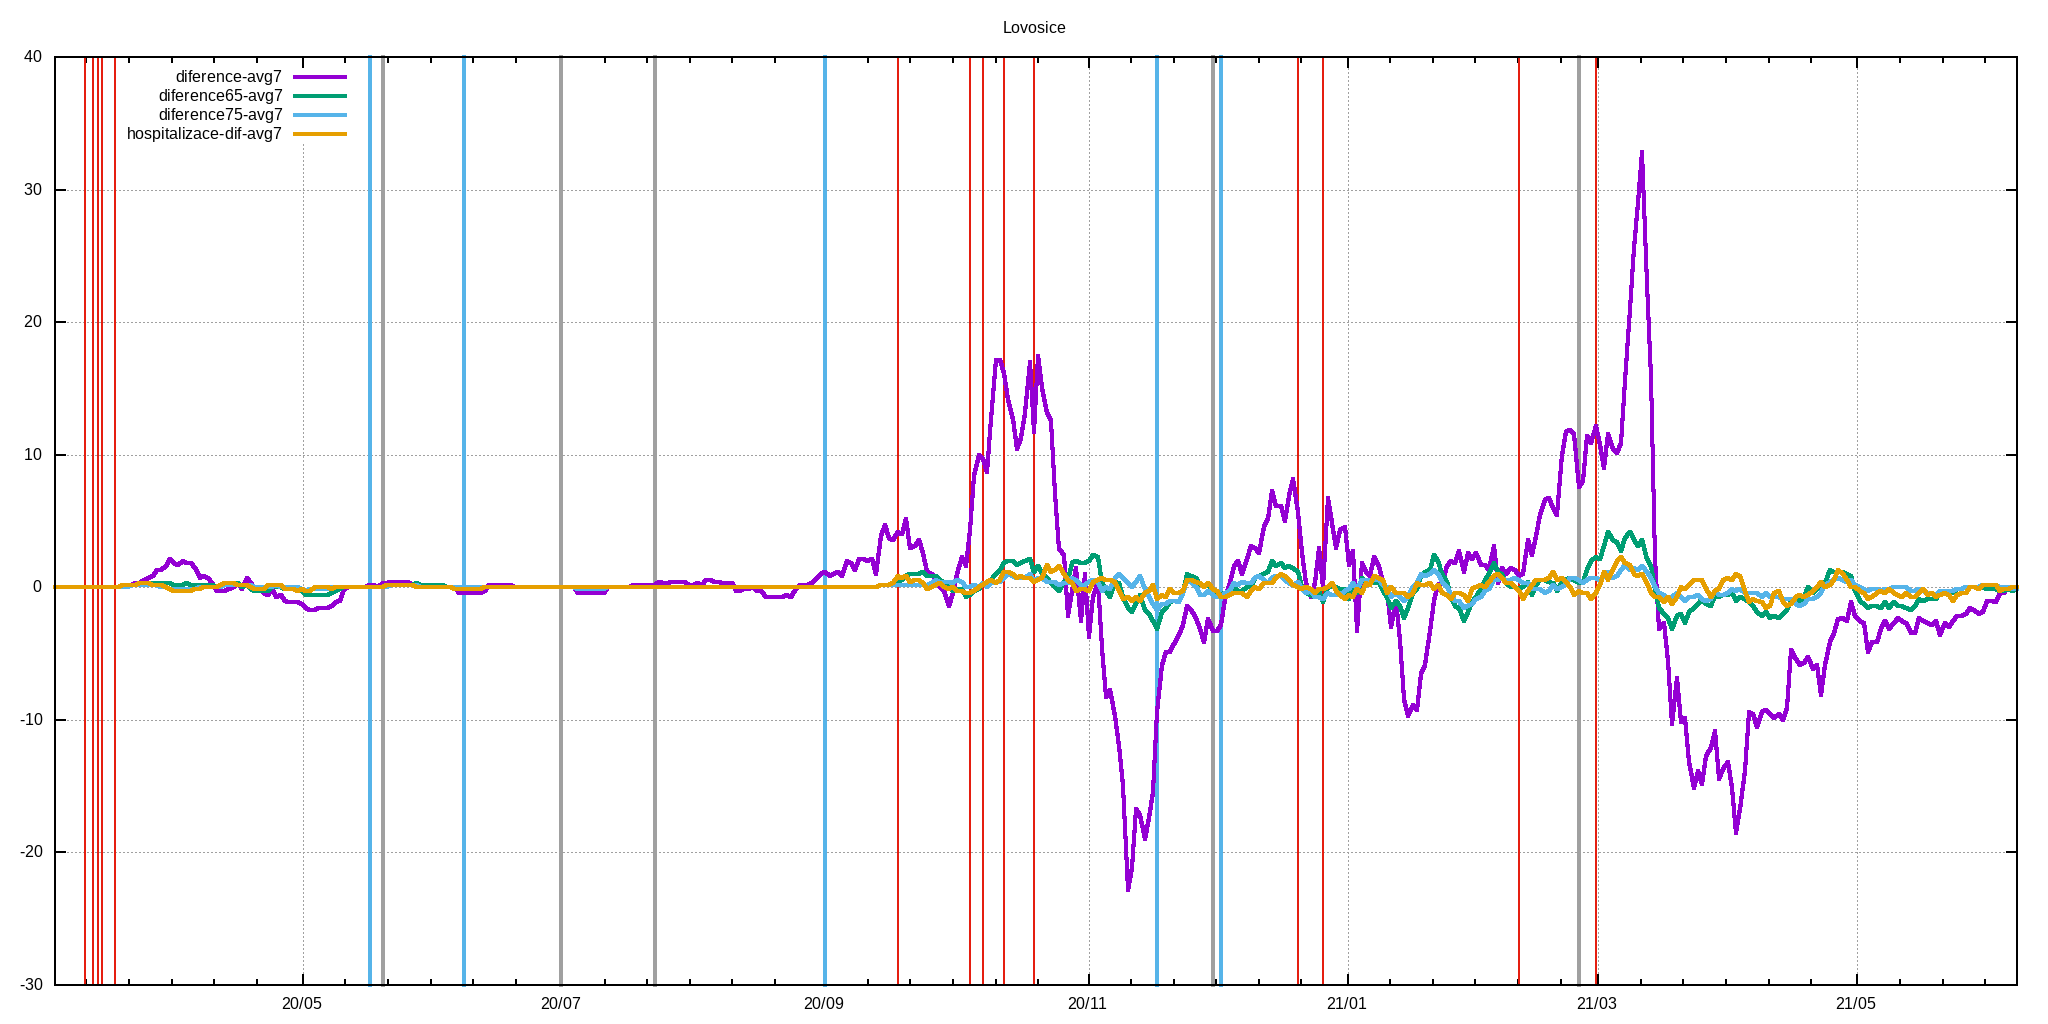 Lovosice
40
diference-avg7
diference65-avg7
diference75-avg7
hospitalizace-dif-avg7
30
20
10
0
-10
-20
-30
20/05 20/07 20/09 20/11 21/01 21/03 21/05